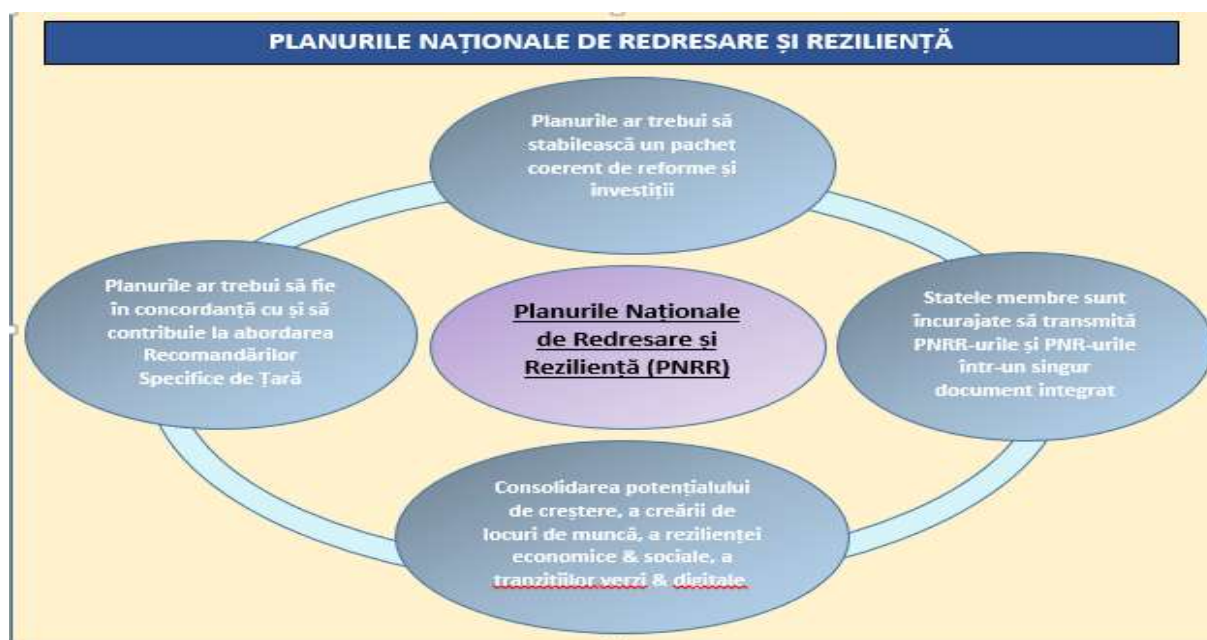 PLANURILE NAȚIONALE DE REDRESARE ȘI REZILIENȚĂ
Planurile ar trebui să
stabilească un pachet
coerent de reforme și
investiții
Planurile ar trebui să fie
în concordanță cu și să
contribuie la abordarea
Recomandărilor
Specifice de Țară
Planurile Naționale
de Redresare și
Reziliență (PNRR)
Statele membre sunt
încurajate să transmită
PNRR-urile și PNR-urile
într-un singur
document integrat
Consolidarea potențialului
de creștere, a creării de
locuri de muncă, a rezilienței
economice & sociale, a
tranzițiilor verzi & digitale